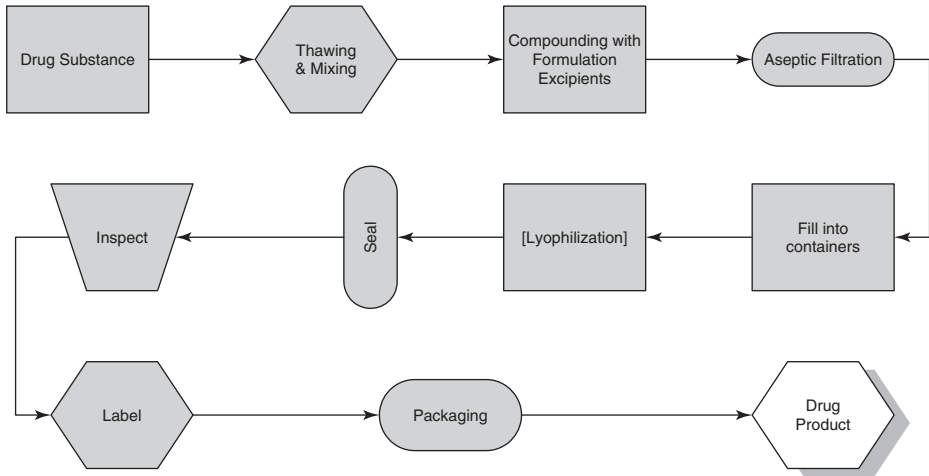 Drug Substance
Thawing
& Mixing
Compounding with
Formulation
Excipients
Aseptic Filtration
Fill into
containers
[Lyophilization]
Seal
Inspect
Label
Packaging
Drug
Product